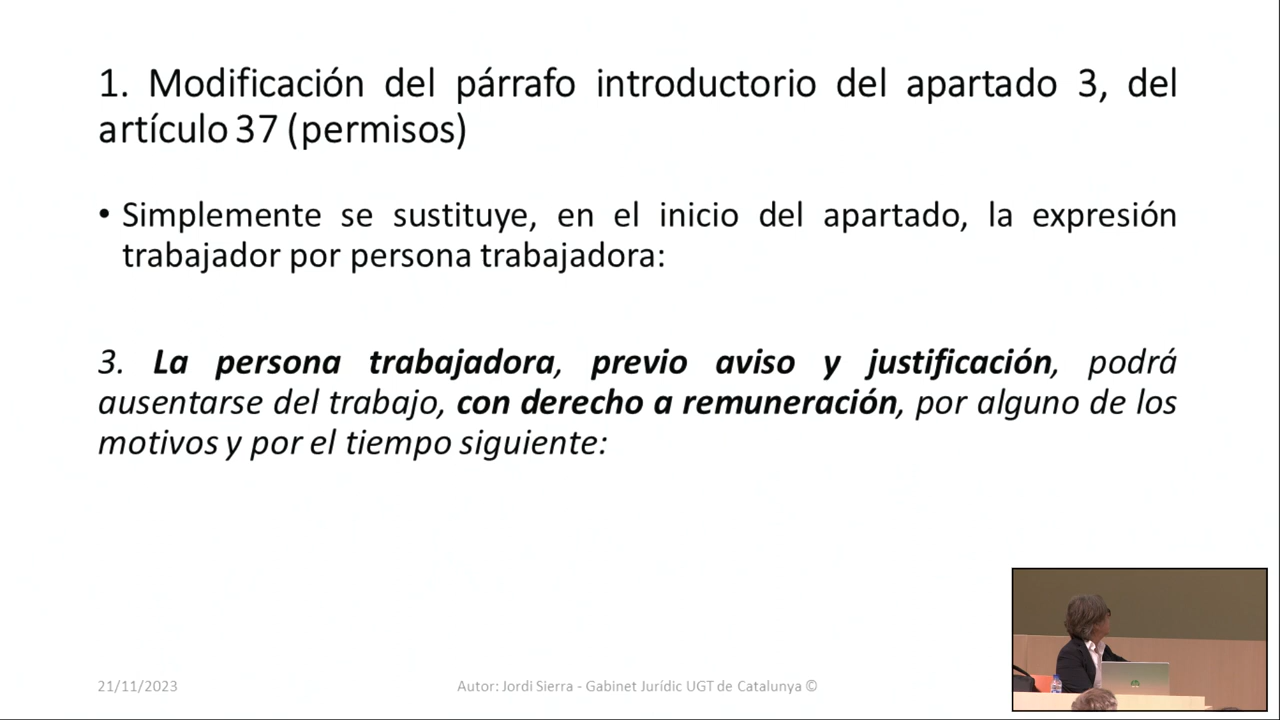 1. Modificación del párrafo introductorio del apartado 3, del
artículo 37 (permisos)
• Simplemente se sustituye, en el inicio del apartado, la expresión
trabajador por persona trabajadora:
3. La persona trabajadora, previo aviso y justificación, podrá
ausentarse del trabajo, con derecho a remuneración, por alguno de los
motivos y por el tiempo siguiente:
21/11/2023
Autor: Jordi Sierra - Gabinet Jurídic UGT de Catalunya ©